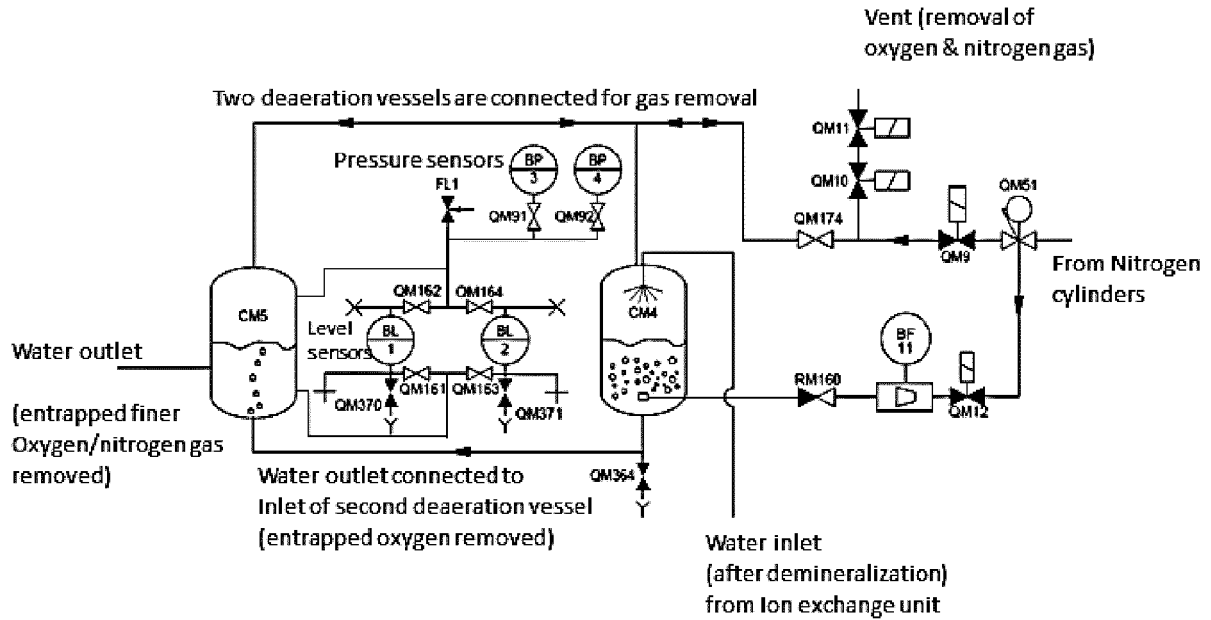 Vent (removal of
oxygen & nitrogen gas)
Two deaeration vessels are connected for gas removal
QM11
Pressure sensors
BP
3
BP
4
FL1
QM10
QM51
QM91
QM92
QM174
QM9
From Nitrogen
cylinders
QM162
QM164
CM5
CM4
Level
sensors
BL
1
BL
2
BF
11
Water outlet
QM161
QM163
RM160
QM12
QM370
QM371
(entrapped finer
Oxygen/nitrogen gas
removed)
Water outlet connected to
Inlet of second deaeration vessel
(entrapped oxygen removed)
QM364
Water inlet
(after demineralization)
from Ion exchange unit